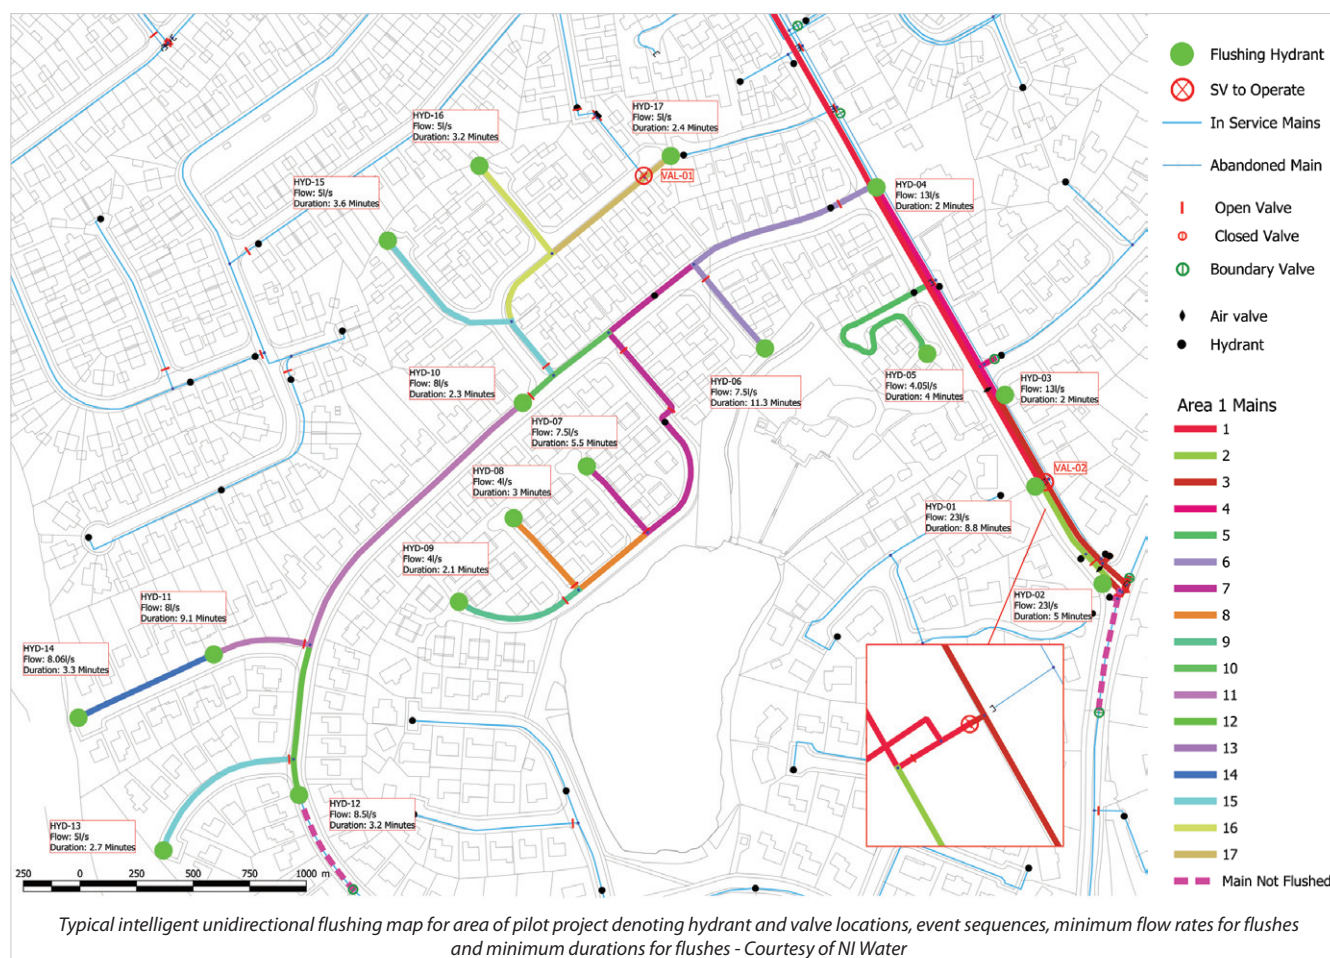 HYD-17
Flow: 5l/s
Duration: 2.4 Minutes
HYD-16
Flow: 5l/s
Duration: 3.2 Minutes
VAL-01
HYD-15
Flow: 5l/s
Duration: 3.6 Minutes
HYD-04
Flow: 13l/s
Duration: 2 Minutes
HYD-10
Flow: 8l/s
Duration: 2.3 Minutes
HYD-06
Flow: 7.5l/s
Duration: 11.3 Minutes
HYD-05
Flow: 4.05l/s
Duration: 4 Minutes
HYD-03
Flow: 13l/s
Duration: 2 Minutes
HYD-07
Flow: 7.5l/s
Duration: 5.5 Minutes
HYD-08
Flow: 4l/s
Duration: 3 Minutes
VAL-02
HYD-01
Flow: 23l/s
Duration: 8.8 Minutes
HYD-09
Flow: 4l/s
Duration: 2.1 Minutes
HYD-02
Flow: 23l/s
Duration: 5 Minutes
HYD-11
Flow: 8l/s
Duration: 9.1 Minutes
HYD-14
Flow: 8.06l/s
Duration: 3.3 Minutes
HYD-12
Flow: 8.5l/s
Duration: 3.2 Minutes
HYD-13
Flow: 5l/s
Duration: 2.7 Minutes
250 0 250 500 750 1000 m
Flushing Hydrant
SV to Operate
In Service Mains
Abandoned Main
Open Valve
Closed Valve
Boundary Valve
Air valve
Hydrant
Area 1 Mains
1
2
3
4
5
6
7
8
9
10
11
12
13
14
15
16
17
Main Not Flushed
Typical intelligent unidirectional flushing map for area of pilot project denoting hydrant and valve locations, event sequences, minimum flow rates for flushes
and minimum durations for flushes - Courtesy of NI Water